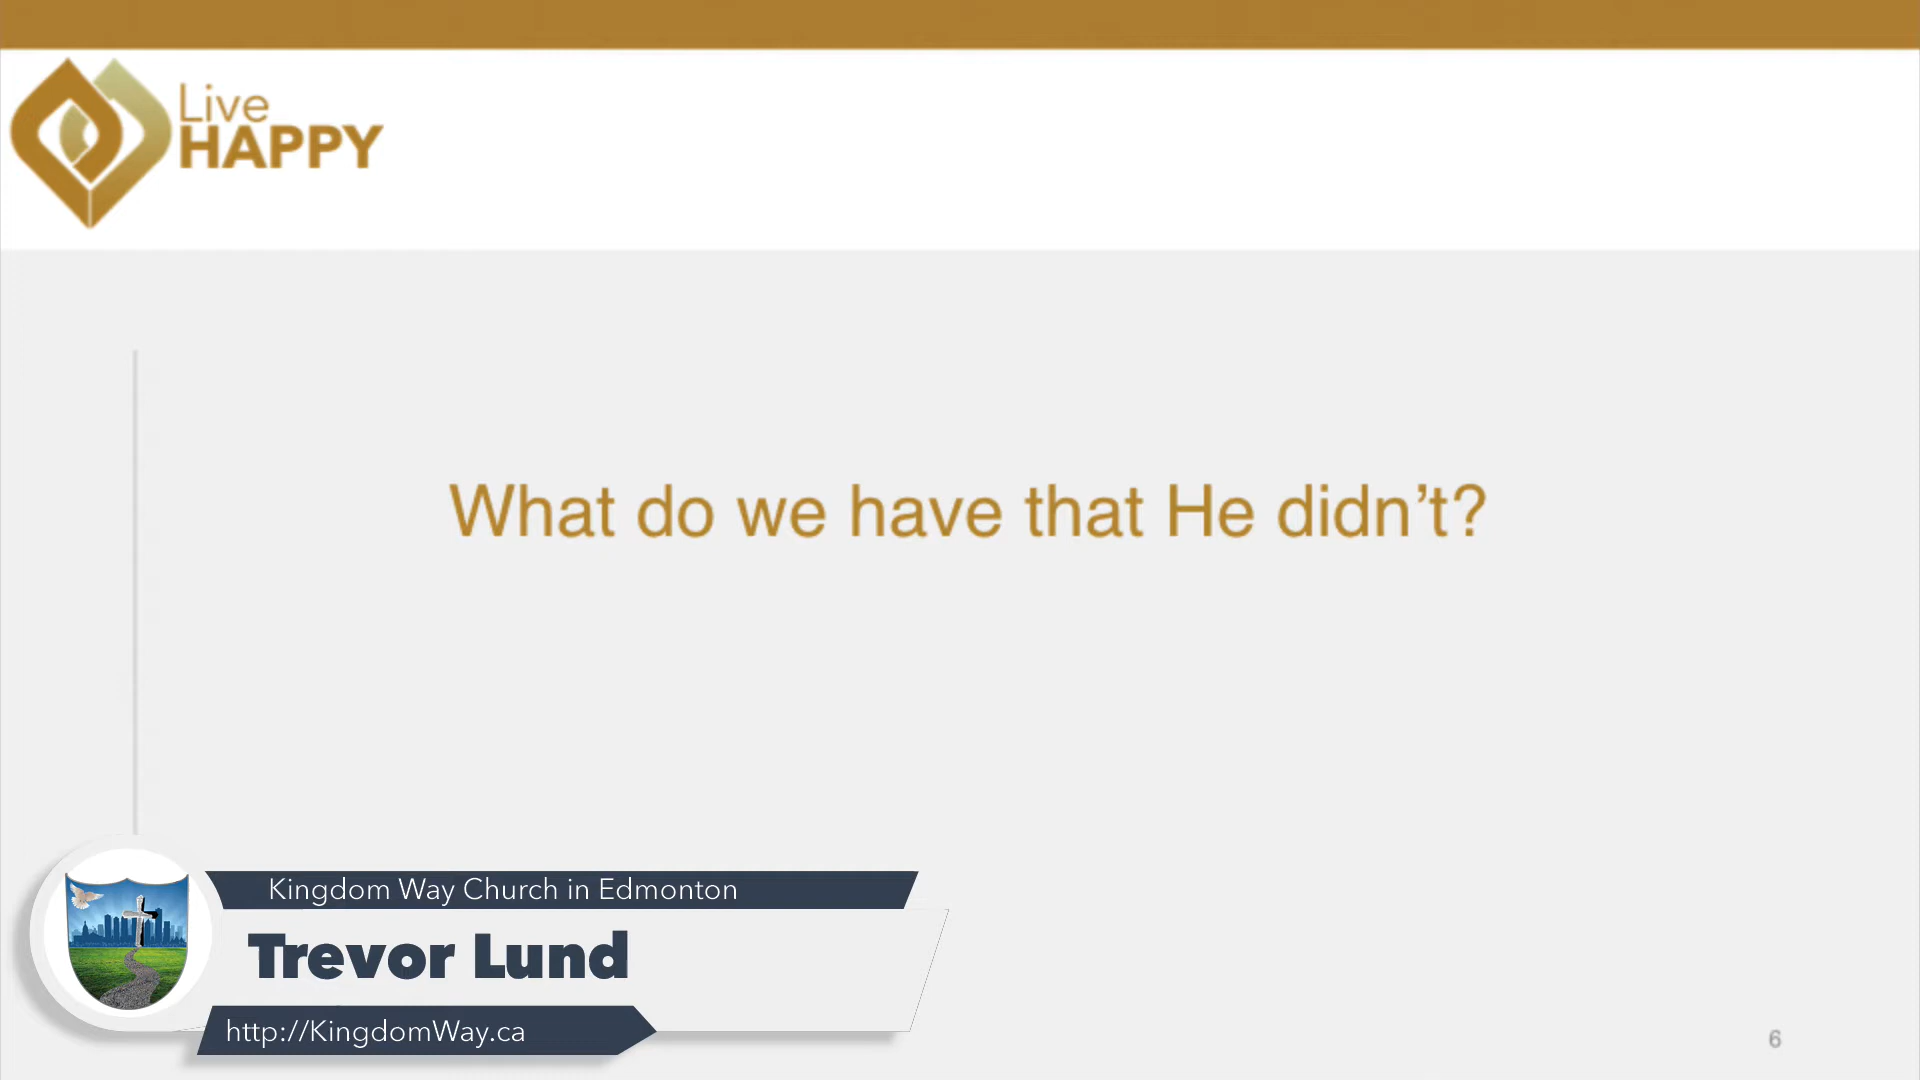 Live
HAPPY
What do we have that He didn’t?
Kingdom Way Church in Edmonton
Trevor Lund
http://KingdomWay.ca
6